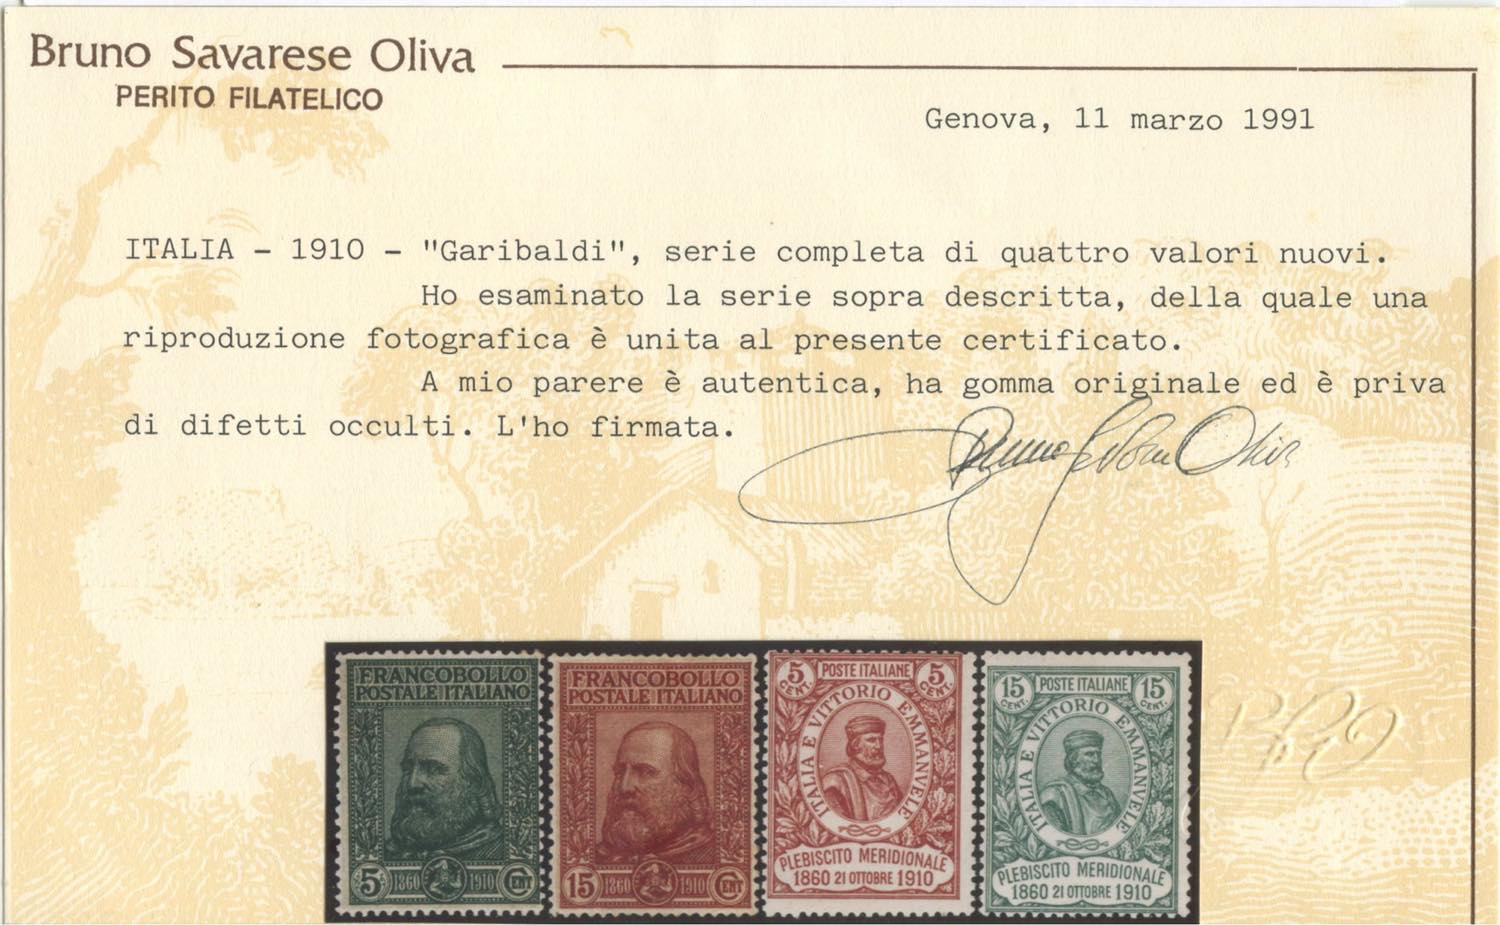 Bruno Savarese Oliva
PERITO FILATELICO
Genova, 11 marzo 1991
ITALIA - 1910 - "Garibaldi", serie completa di quattro valori nuovi.
Ho esaminato la serie sopra descritta, della quale una
riproduzione fotografica è unita al presente certificato.
A mio parere è autentica, ha gomma originale ed è priva
di difetti occulti. L'ho firmata.
FRANCOBOLLO
POSTALE ITALIANO
5 1860 1910 CENT
FRANCOBOLLO
POSTALE ITALIANO
15 1860 1910 CENT
5 CENT. POSTE ITALIANE 5 CENT.
ITALIA E VITTORIO EMMANVELE
PLEBISCITO MERIDIONALE
1860 21 OTTOBRE 1910
15 CENT. POSTE ITALIANE 15 CENT.
ITALIA E VITTORIO EMMANVELE
PLEBISCITO MERIDIONALE
1860 21 OTTOBRE 1910